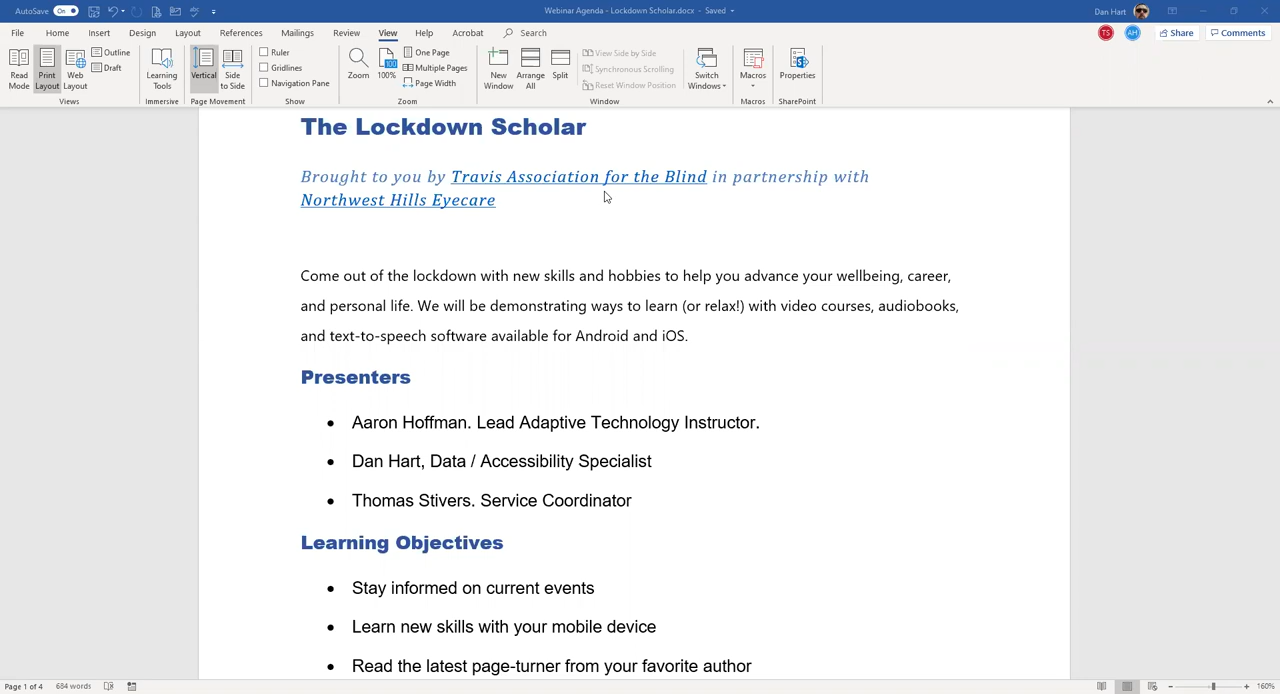 AutoSave On
Webinar Agenda - Lockdown Scholar.docx - Saved
Dan Hart
File Home Insert Design Layout References Mailings Review View Help Acrobat Search
TS AH Share Comments
Read Mode
Print Layout
Web Layout
Outline
Draft
Views
Learning Tools
Immersive
Vertical
Side to Side
Page Movement
Ruler
Gridlines
Navigation Pane
Show
Zoom
100
100%
One Page
Multiple Pages
Page Width
Zoom
New Window
Arrange All
Split
View Side by Side
Synchronous Scrolling
Reset Window Position
Switch Windows
Window
Macros
Macros
Properties
SharePoint
The Lockdown Scholar
Brought to you by Travis Association for the Blind in partnership with
Northwest Hills Eyecare
Come out of the lockdown with new skills and hobbies to help you advance your wellbeing, career,
and personal life. We will be demonstrating ways to learn (or relax!) with video courses, audiobooks,
and text-to-speech software available for Android and iOS.
Presenters
• Aaron Hoffman. Lead Adaptive Technology Instructor.
• Dan Hart, Data / Accessibility Specialist
• Thomas Stivers. Service Coordinator
Learning Objectives
• Stay informed on current events
• Learn new skills with your mobile device
• Read the latest page-turner from your favorite author
Page 1 of 4 684 words 160%